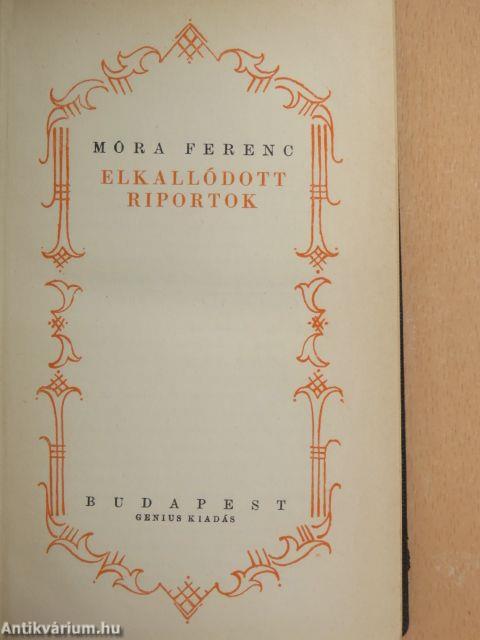 MÓRA FERENC
ELKALLÓDOTT
RIPORTOK
BUDAPEST
GENIUS KIADÁS
Antikvárium.hu